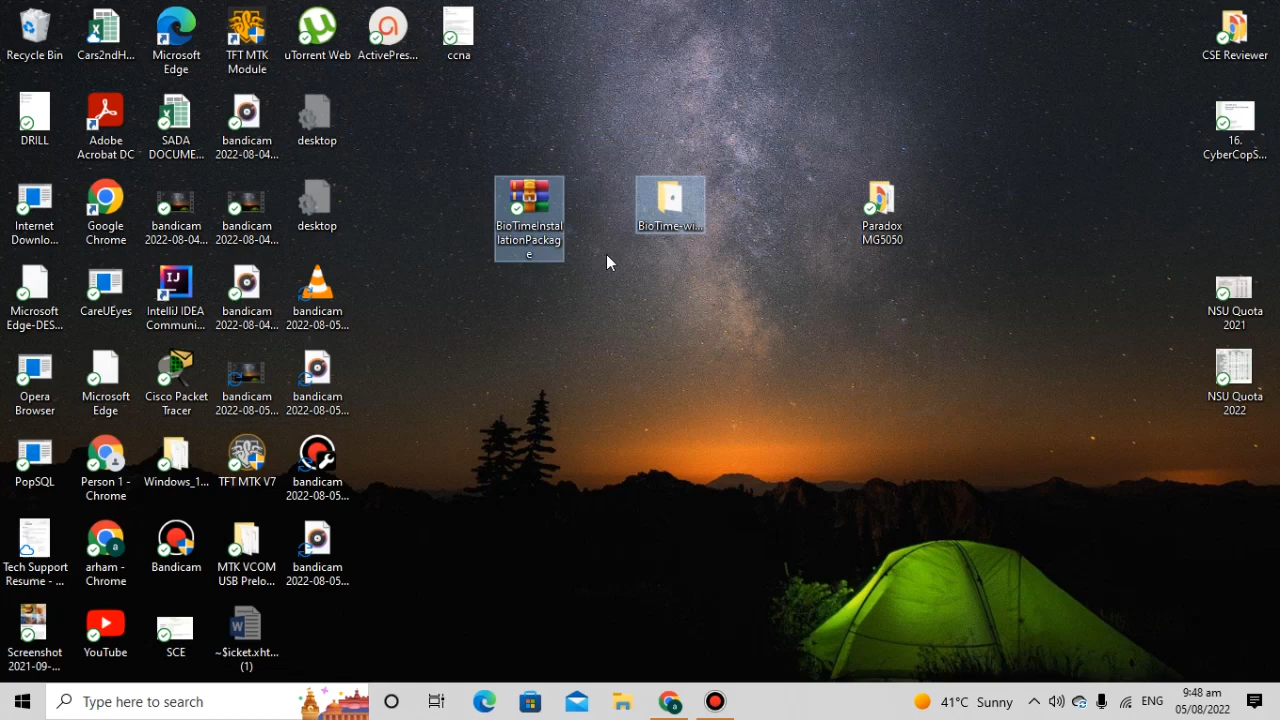 Recycle Bin
Cars2ndH...
Microsoft
Edge
TFT MTK
Module
uTorrent Web
ActivePres...
ccna
CSE Reviewer
DRILL
Adobe
Acrobat DC
SADA
DOCUME...
bandicam
2022-08-04...
desktop
16.
CyberCopS...
Internet
Downlo...
Google
Chrome
bandicam
2022-08-04...
bandicam
2022-08-04...
desktop
BioTimeInstal
lationPackag
e
BioTime-wi...
Paradox
MG5050
Microsoft
Edge-DES...
CareUEyes
IntelliJ IDEA
Communi...
bandicam
2022-08-04...
bandicam
2022-08-05...
NSU Quota
2021
Opera
Browser
Microsoft
Edge
Cisco Packet
Tracer
bandicam
2022-08-05...
bandicam
2022-08-05...
NSU Quota
2022
PopSQL
Person 1 -
Chrome
Windows_1...
TFT MTK V7
bandicam
2022-08-05...
Tech Support
Resume - ...
arham -
Chrome
Bandicam
MTK VCOM
USB Prelo...
bandicam
2022-08-05...
Screenshot
2021-09-...
YouTube
SCE
~$icket.xht...
(1)
Type here to search
41° Sunny
ENG
5:48 am
05/08/2022